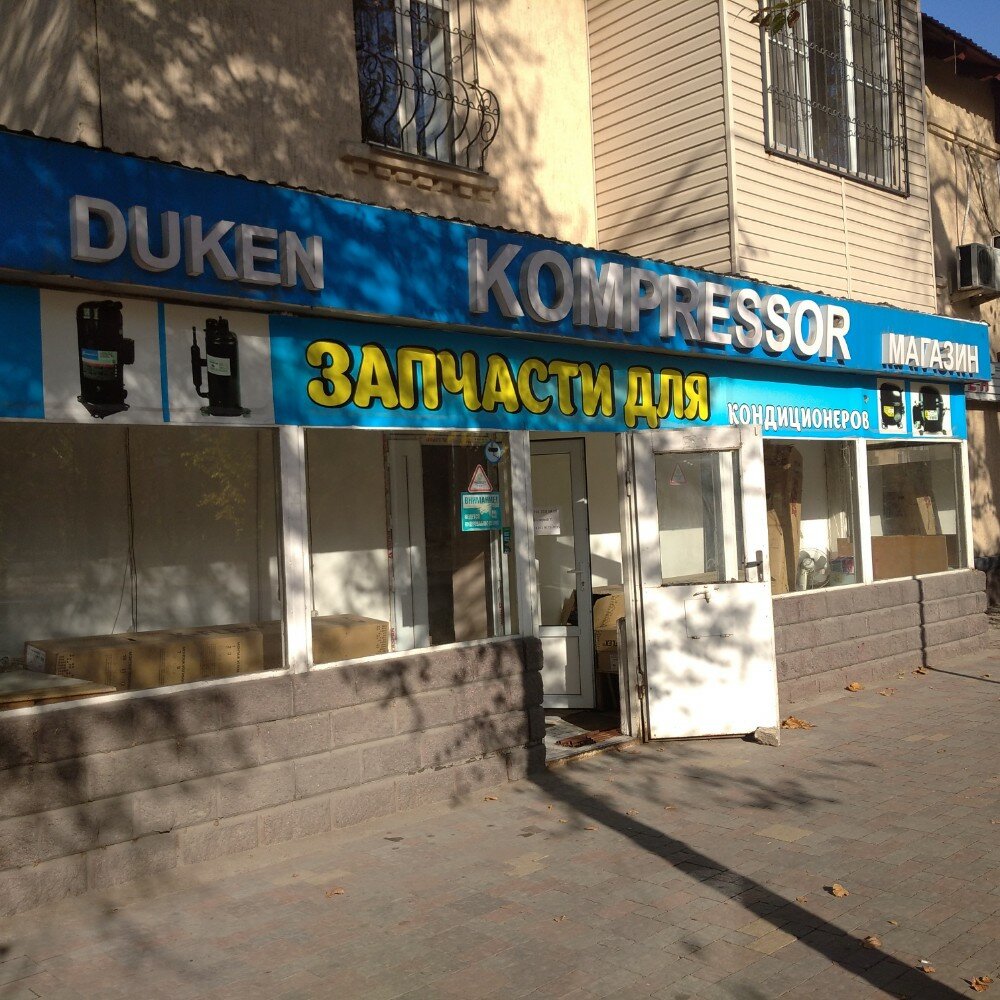 DUKEN KOMPRESSOR МАГАЗИН
ЗАПЧАСТИ ДЛЯ КОНДИЦИОНЕРОВ
ВНИМАНИЕ!